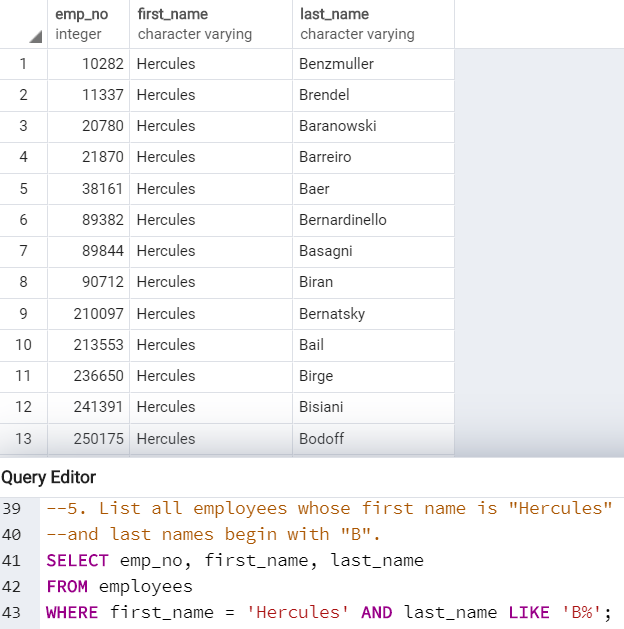 emp_no first_name last_name
integer character varying character varying
1 10282 Hercules Benzmuller
2 11337 Hercules Brendel
3 20780 Hercules Baranowski
4 21870 Hercules Barreiro
5 38161 Hercules Baer
6 89382 Hercules Bernardinello
7 89844 Hercules Basagni
8 90712 Hercules Biran
9 210097 Hercules Bernatsky
10 213553 Hercules Bail
11 236650 Hercules Birge
12 241391 Hercules Bisiani
13 250175 Hercules Bodoff
Query Editor
39 --5. List all employees whose first name is "Hercules"
40 --and last names begin with "B".
41 SELECT emp_no, first_name, last_name
42 FROM employees
43 WHERE first_name = 'Hercules' AND last_name LIKE 'B%';